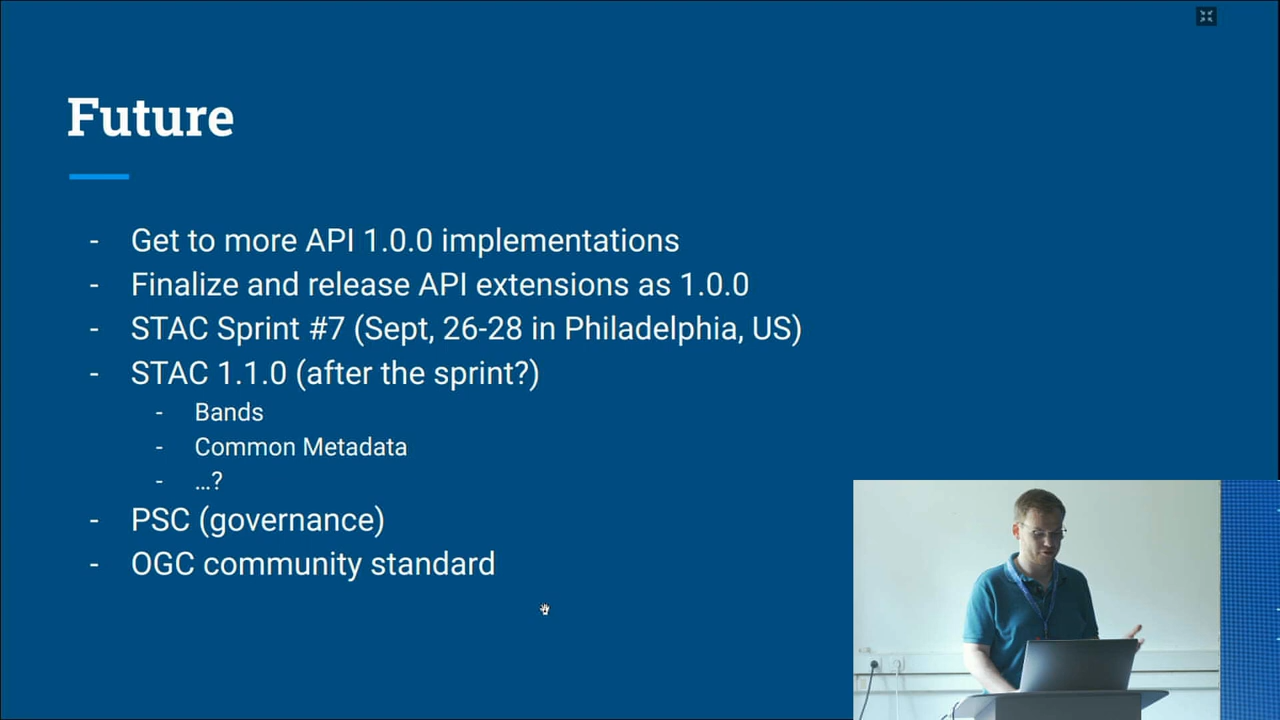 Future
- Get to more API 1.0.0 implementations
- Finalize and release API extensions as 1.0.0
- STAC Sprint #7 (Sept, 26-28 in Philadelphia, US)
- STAC 1.1.0 (after the sprint?)
- Bands
- Common Metadata
- …?
- PSC (governance)
- OGC community standard